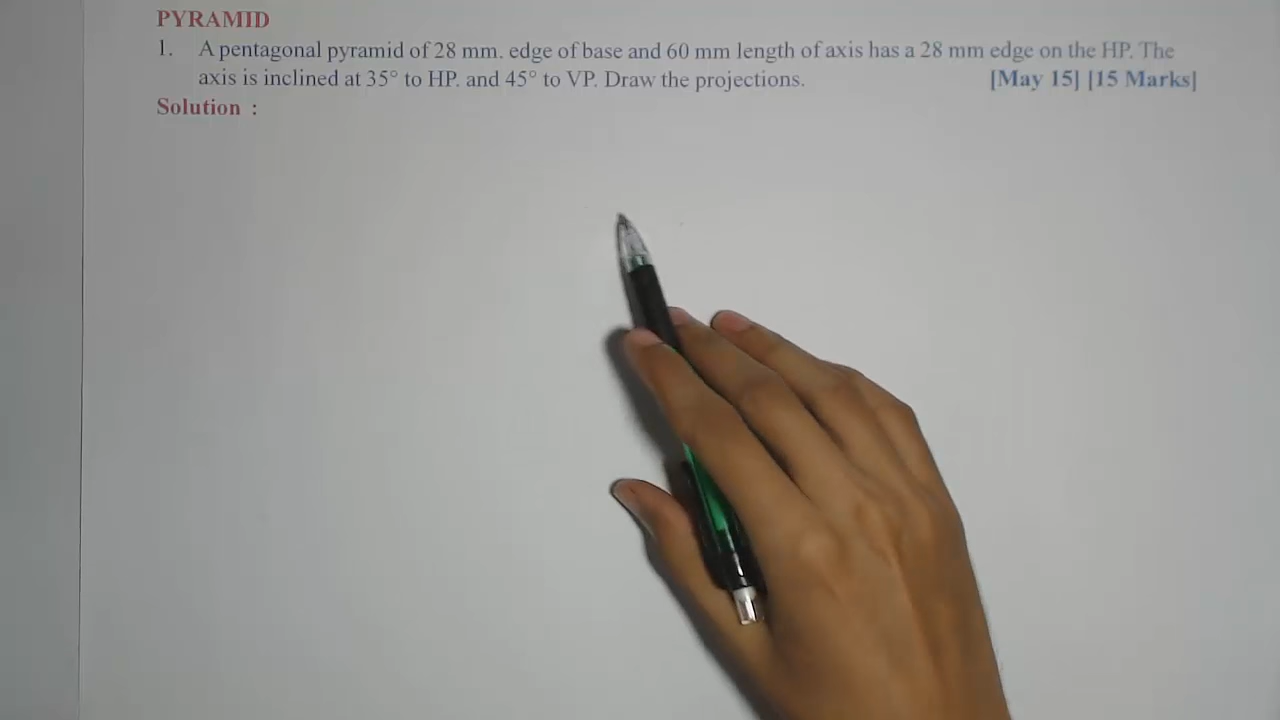 PYRAMID
1. A pentagonal pyramid of 28 mm. edge of base and 60 mm length of axis has a 28 mm edge on the HP. The
axis is inclined at 35° to HP. and 45° to VP. Draw the projections. [May 15] [15 Marks]
Solution :